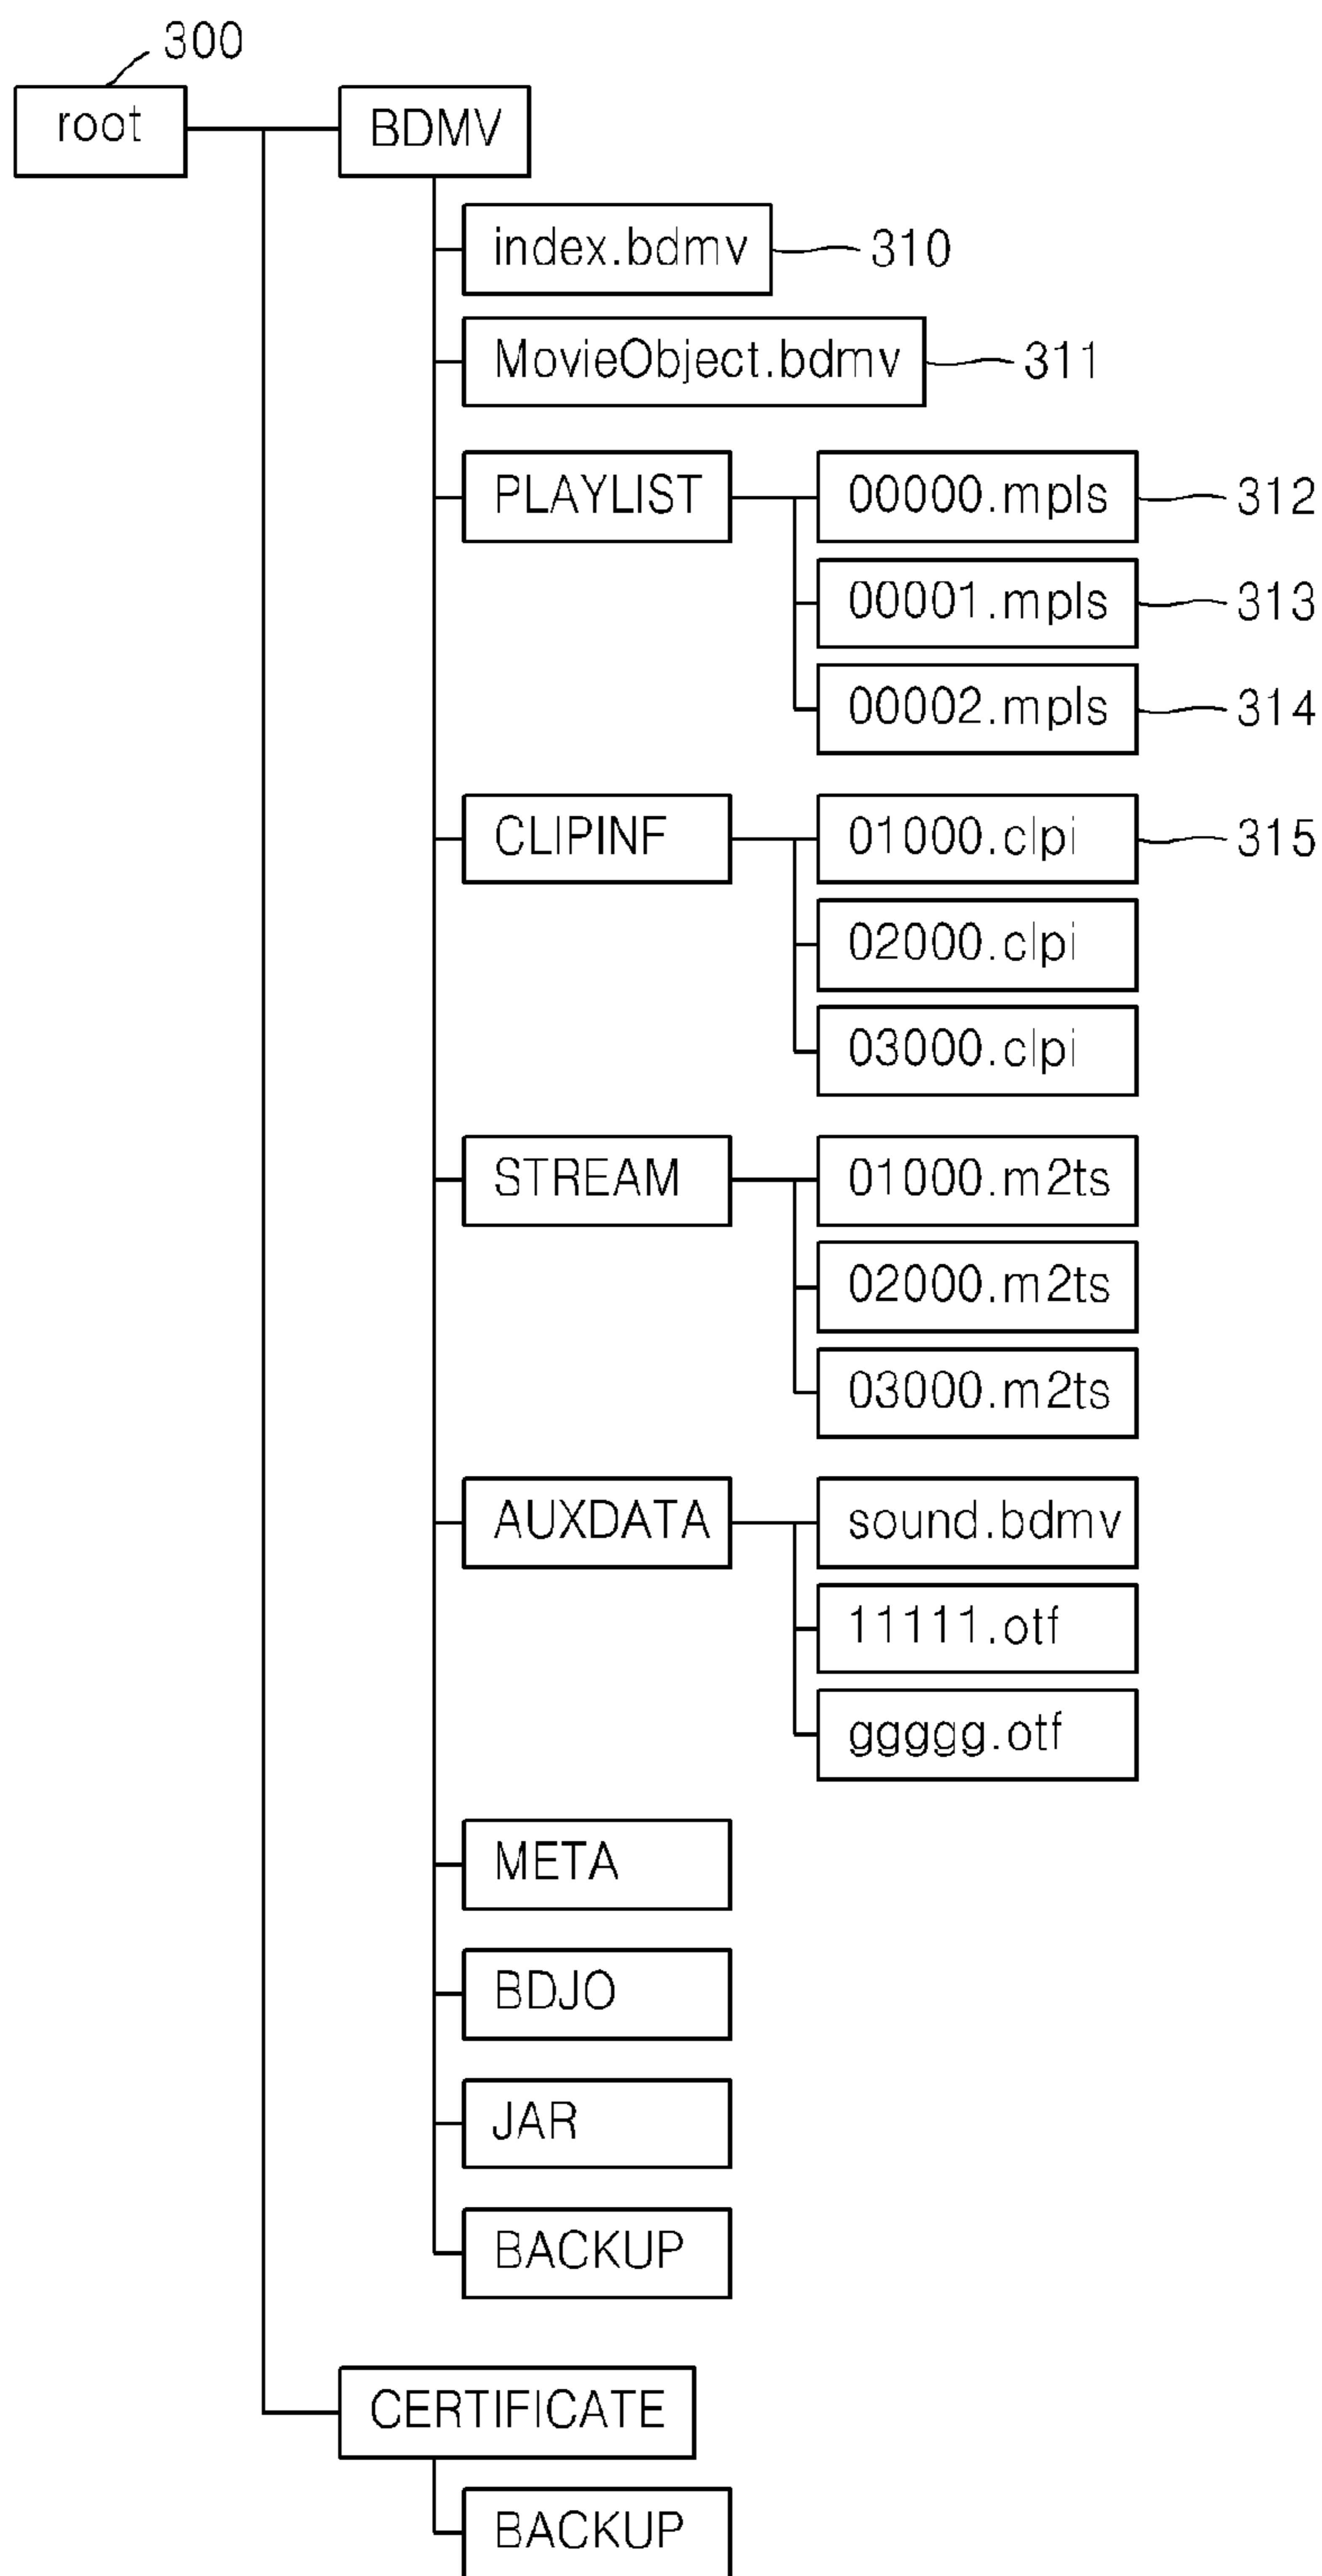 300
root
BDMV
index.bdmv
310
MovieObject.bdmv
311
PLAYLIST
00000.mpls
312
00001.mpls
313
00002.mpls
314
CLIPINF
01000.clpi
315
02000.clpi
03000.clpi
STREAM
01000.m2ts
02000.m2ts
03000.m2ts
AUXDATA
sound.bdmv
11111.otf
ggggg.otf
META
BDJO
JAR
BACKUP
CERTIFICATE
BACKUP